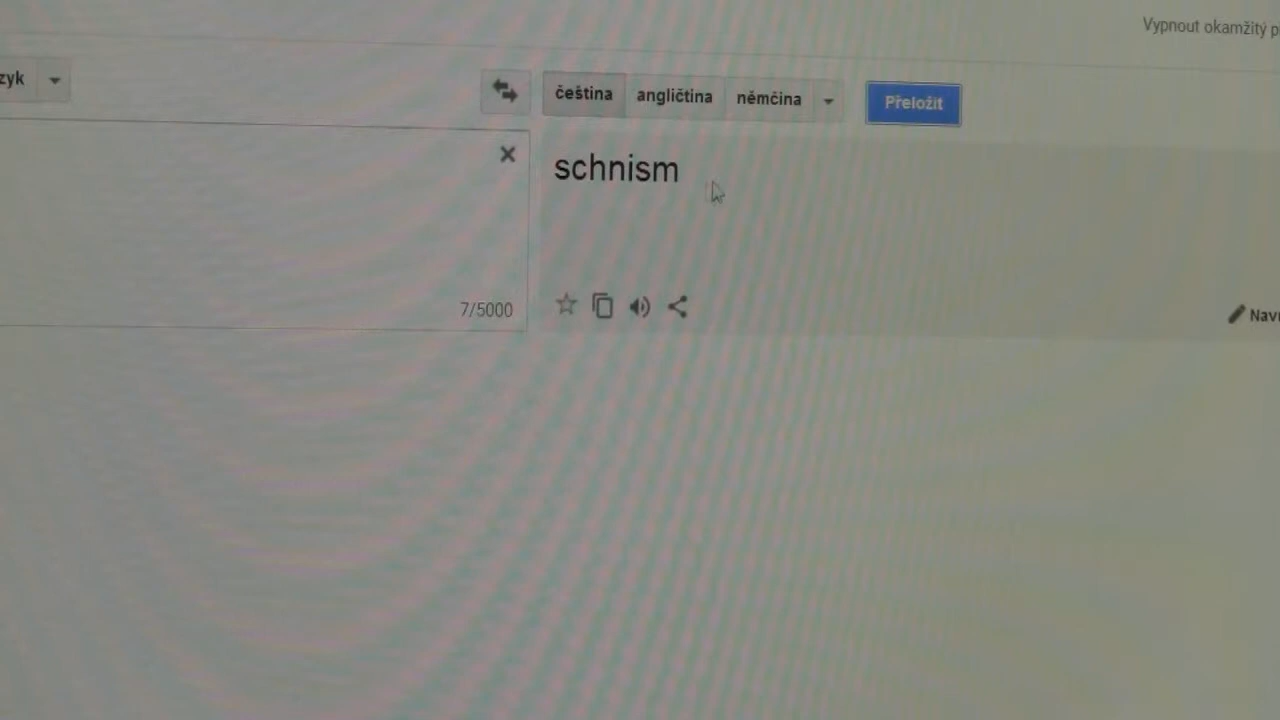 Vypnout okamžitý p
zyk
čeština angličtina němčina Přeložit
schnism
7/5000
Navr